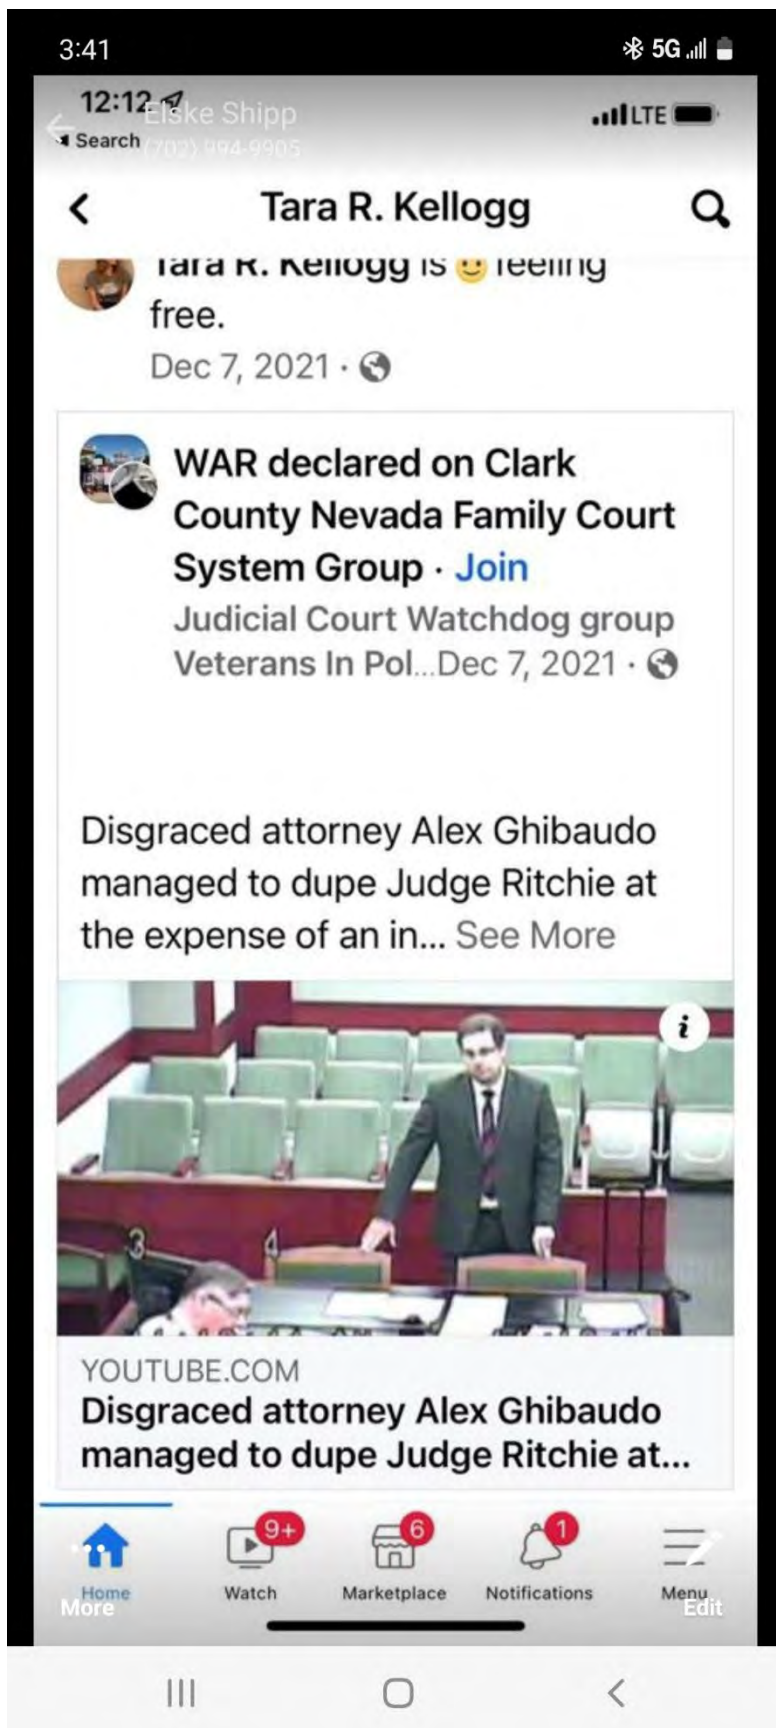 3:41
5G
12:12
Elske Shipp
LTE
Search
(702) 994-9905
Tara R. Kellogg
Tara R. Kellogg is feeling
free.
Dec 7, 2021 ·
WAR declared on Clark
County Nevada Family Court
System Group · Join
Judicial Court Watchdog group
Veterans In Pol...Dec 7, 2021 ·
Disgraced attorney Alex Ghibaudo
managed to dupe Judge Ritchie at
the expense of an in... See More
i
3
4
YOUTUBE.COM
Disgraced attorney Alex Ghibaudo
managed to dupe Judge Ritchie at...
9+
6
1
Home
Watch
Marketplace
Notifications
Menu
More
Edit